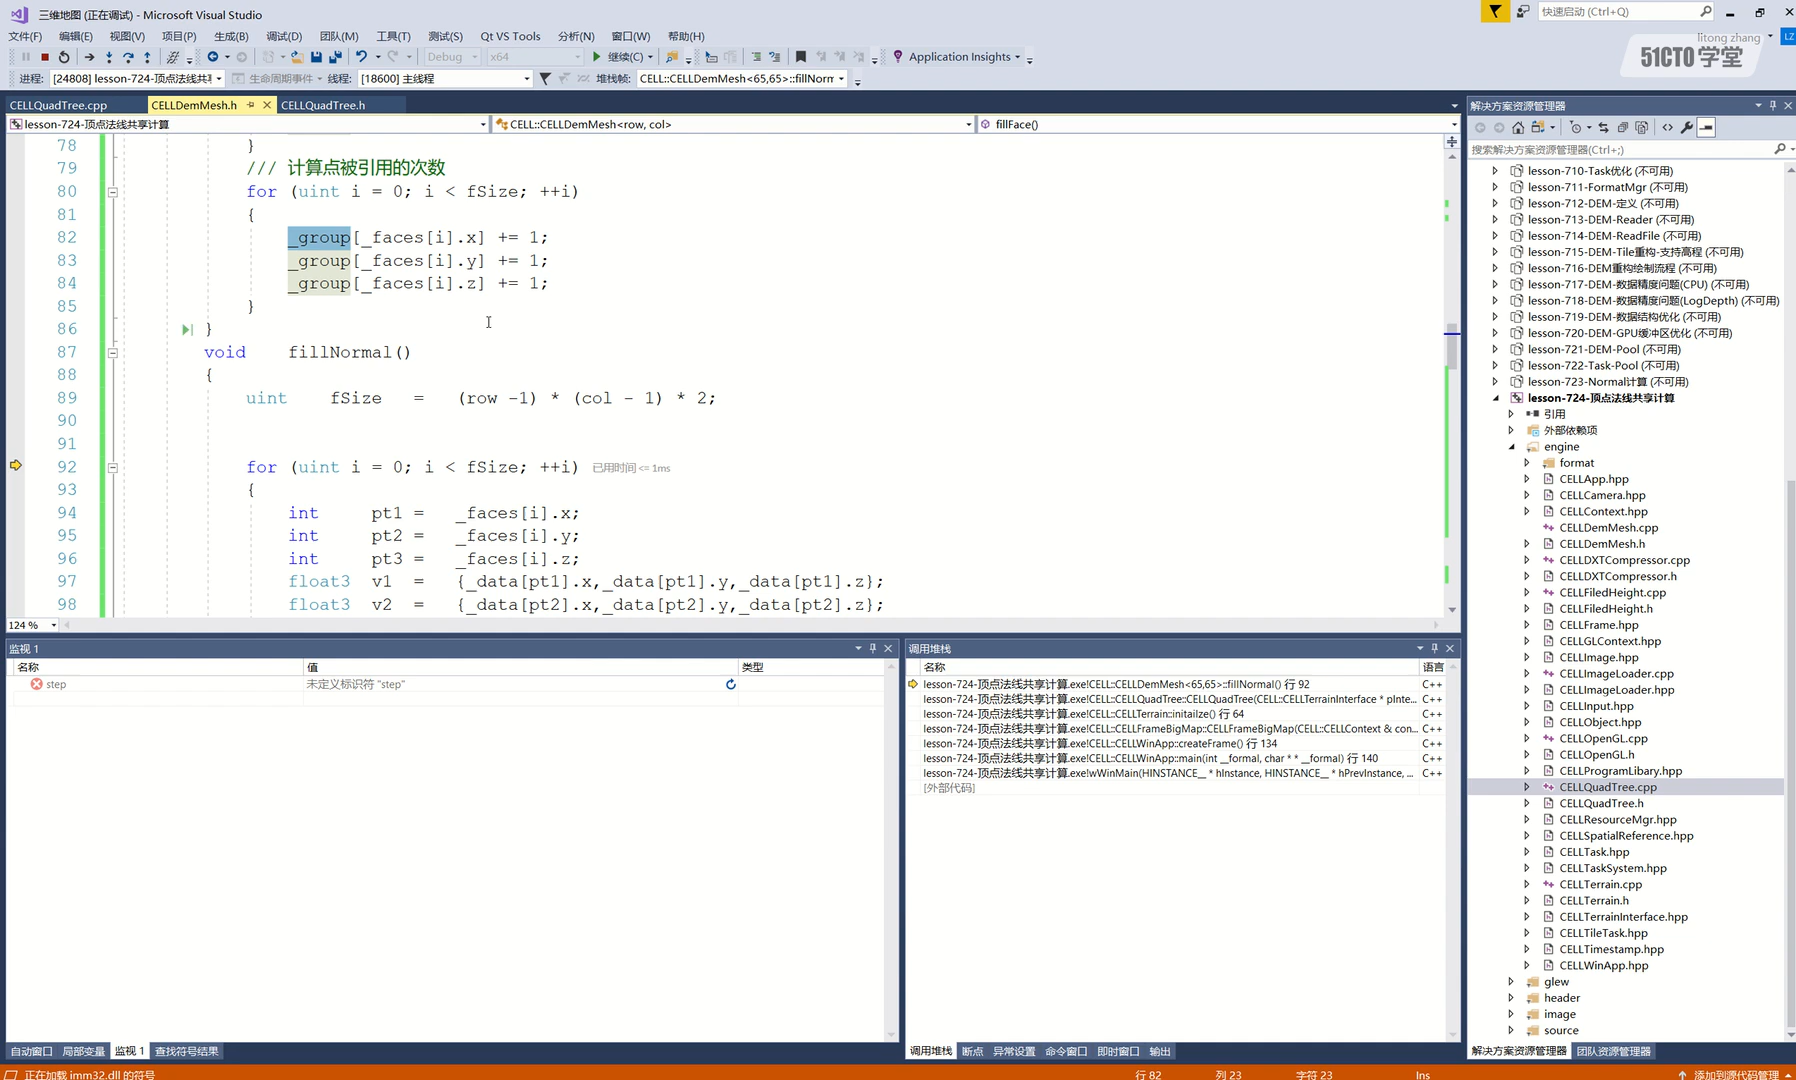 三维地图 (正在调试) - Microsoft Visual Studio
快速启动 (Ctrl+Q)
文件(F) 编辑(E) 视图(V) 项目(P) 生成(B) 调试(D) 团队(M) 工具(T) 测试(S) Qt VS Tools 分析(N) 窗口(W) 帮助(H)
litong zhang LZ
51CTO学堂
Debug x64 继续(C) Application Insights
进程: [24808] lesson-724-顶点法线共享计 生命周期事件 线程: [18600] 主线程 堆栈帧: CELL::CELLDemMesh<65,65>::fillNorm
CELLQuadTree.cpp CELLDemMesh.h CELLQuadTree.h
lesson-724-顶点法线共享计算 CELL::CELLDemMesh<row, col> fillFace()
78 }
79 /// 计算点被引用的次数
80 for (uint i = 0; i < fSize; ++i)
81 {
82 _group[_faces[i].x] += 1;
83 _group[_faces[i].y] += 1;
84 _group[_faces[i].z] += 1;
85 }
86 }
87 void fillNormal()
88 {
89 uint fSize = (row -1) * (col - 1) * 2;
90
91
92 for (uint i = 0; i < fSize; ++i) 已用时间 <= 1ms
93 {
94 int pt1 = _faces[i].x;
95 int pt2 = _faces[i].y;
96 int pt3 = _faces[i].z;
97 float3 v1 = {_data[pt1].x,_data[pt1].y,_data[pt1].z};
98 float3 v2 = {_data[pt2].x,_data[pt2].y,_data[pt2].z};
124 %
监视 1
名称 值 类型
step 未定义标识符 "step"
自动窗口 局部变量 监视 1 查找符号结果
调用堆栈
名称 语言
lesson-724-顶点法线共享计算.exe!CELL::CELLDemMesh<65,65>::fillNormal() 行 92 C++
lesson-724-顶点法线共享计算.exe!CELL::CELLQuadTree::CELLQuadTree(CELL::CELLTerrainInterface * pInte... C++
lesson-724-顶点法线共享计算.exe!CELL::CELLTerrain::initailze() 行 64 C++
lesson-724-顶点法线共享计算.exe!CELL::CELLFrameBigMap::CELLFrameBigMap(CELL::CELLContext & con... C++
lesson-724-顶点法线共享计算.exe!CELL::CELLWinApp::createFrame() 行 134 C++
lesson-724-顶点法线共享计算.exe!CELL::CELLWinApp::main(int __formal, char * * __formal) 行 140 C++
lesson-724-顶点法线共享计算.exe!wWinMain(HINSTANCE__ * hInstance, HINSTANCE__ * hPrevInstance, ... C++
[外部代码]
调用堆栈 断点 异常设置 命令窗口 即时窗口 输出
解决方案资源管理器
搜索解决方案资源管理器(Ctrl+;)
lesson-710-Task优化 (不可用)
lesson-711-FormatMgr (不可用)
lesson-712-DEM-定义 (不可用)
lesson-713-DEM-Reader (不可用)
lesson-714-DEM-ReadFile (不可用)
lesson-715-DEM-Tile重构-支持高程 (不可用)
lesson-716-DEM重构绘制流程 (不可用)
lesson-717-DEM-数据精度问题(CPU) (不可用)
lesson-718-DEM-数据精度问题(LogDepth) (不可用)
lesson-719-DEM-数据结构优化 (不可用)
lesson-720-DEM-GPU缓冲区优化 (不可用)
lesson-721-DEM-Pool (不可用)
lesson-722-Task-Pool (不可用)
lesson-723-Normal计算 (不可用)
lesson-724-顶点法线共享计算
引用
外部依赖项
engine
format
CELLApp.hpp
CELLCamera.hpp
CELLContext.hpp
CELLDemMesh.cpp
CELLDemMesh.h
CELLDXTCompressor.cpp
CELLDXTCompressor.h
CELLFiledHeight.cpp
CELLFiledHeight.h
CELLFrame.hpp
CELLGLContext.hpp
CELLImage.hpp
CELLImageLoader.cpp
CELLImageLoader.hpp
CELLInput.hpp
CELLObject.hpp
CELLOpenGL.cpp
CELLOpenGL.h
CELLProgramLibary.hpp
CELLQuadTree.cpp
CELLQuadTree.h
CELLResourceMgr.hpp
CELLSpatialReference.hpp
CELLTask.hpp
CELLTaskSystem.hpp
CELLTerrain.cpp
CELLTerrain.h
CELLTerrainInterface.hpp
CELLTileTask.hpp
CELLTimestamp.hpp
CELLWinApp.hpp
glew
header
image
source
解决方案资源管理器 团队资源管理器
正在加载 imm32.dll 的符号 行 82 列 23 字符 23 Ins 添加到源代码管理